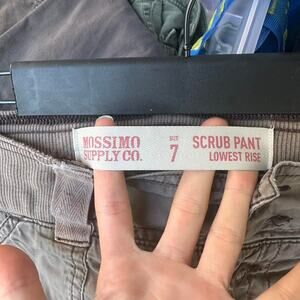 MOSSIMO
SUPPLY CO.
SIZE
7
SCRUB PANT
LOWEST RISE